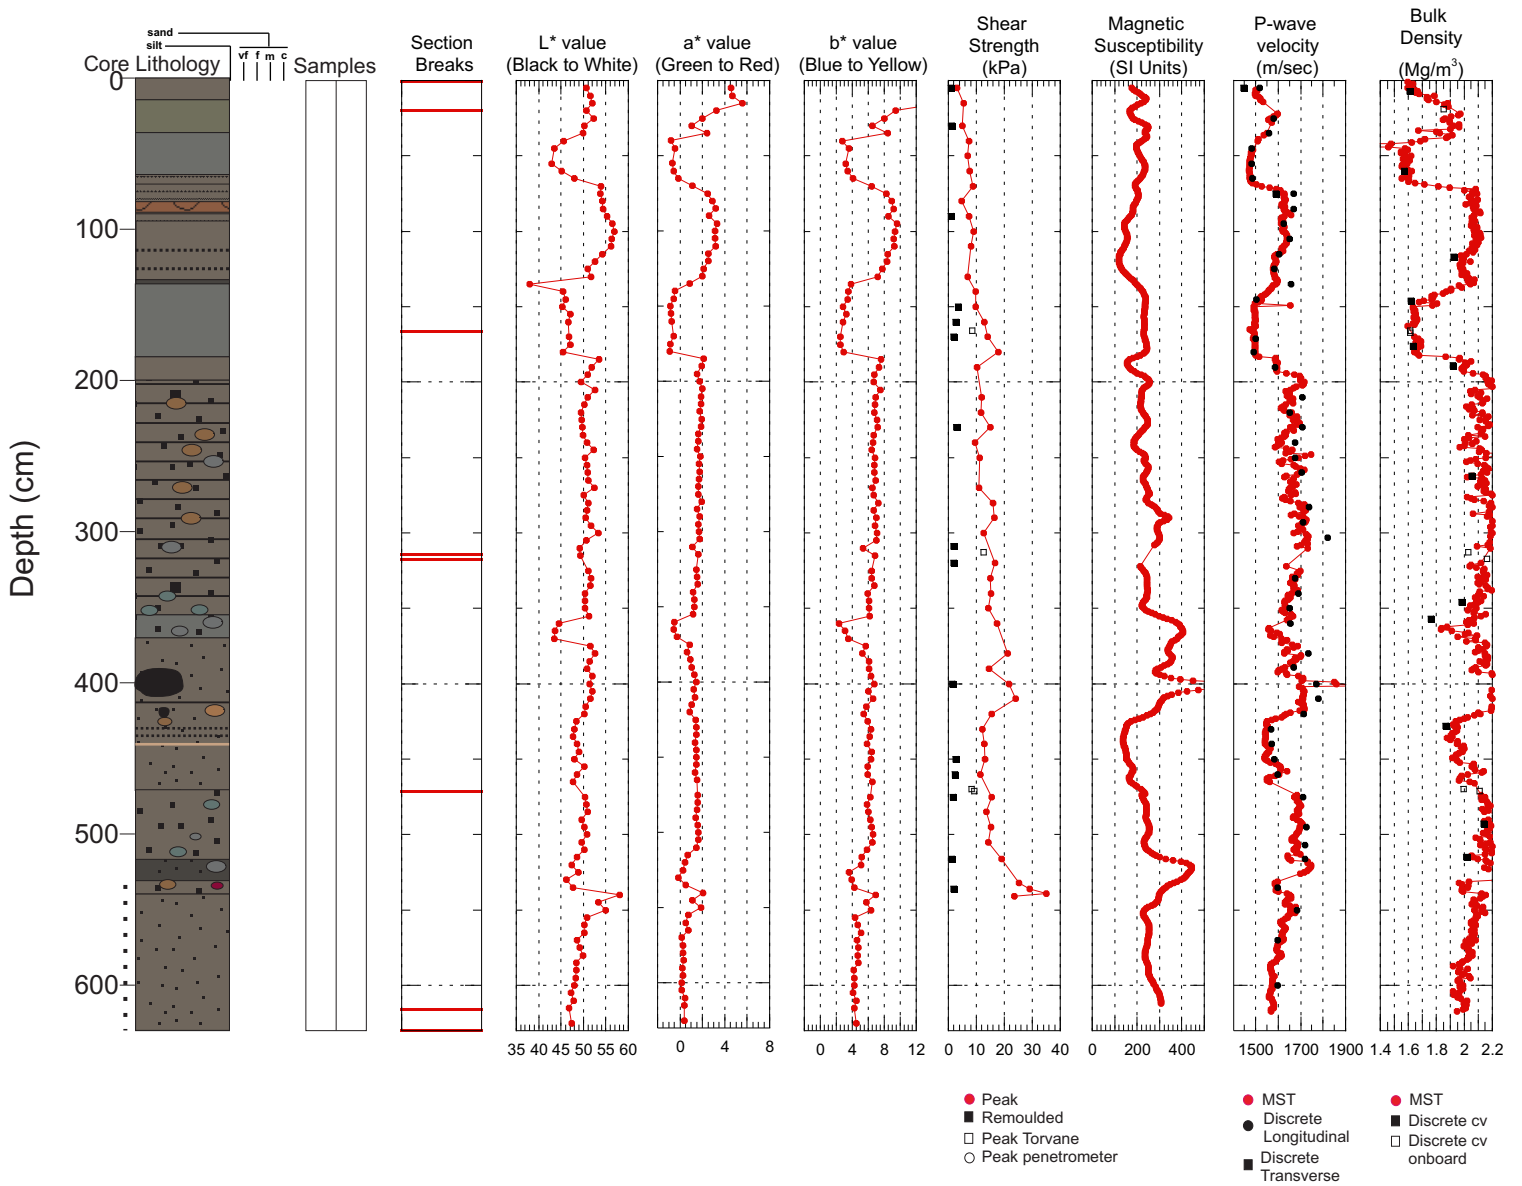 sand
silt
vf f m c
Core Lithology
Samples
Section
Breaks
L* value
(Black to White)
a* value
(Green to Red)
b* value
(Blue to Yellow)
Shear
Strength
(kPa)
Magnetic
Susceptibility
(SI Units)
P-wave
velocity
(m/sec)
Bulk
Density
(Mg/m³)
Depth (cm)
0
100
200
300
400
500
600
35 40 45 50 55 60
0 4 8
0 4 8 12
0 10 20 30 40
0 200 400
1500 1700 1900
1.4 1.6 1.8 2 2.2
Peak
Remoulded
Peak Torvane
Peak penetrometer
MST
Discrete
Longitudinal
Discrete
Transverse
MST
Discrete cv
Discrete cv
onboard